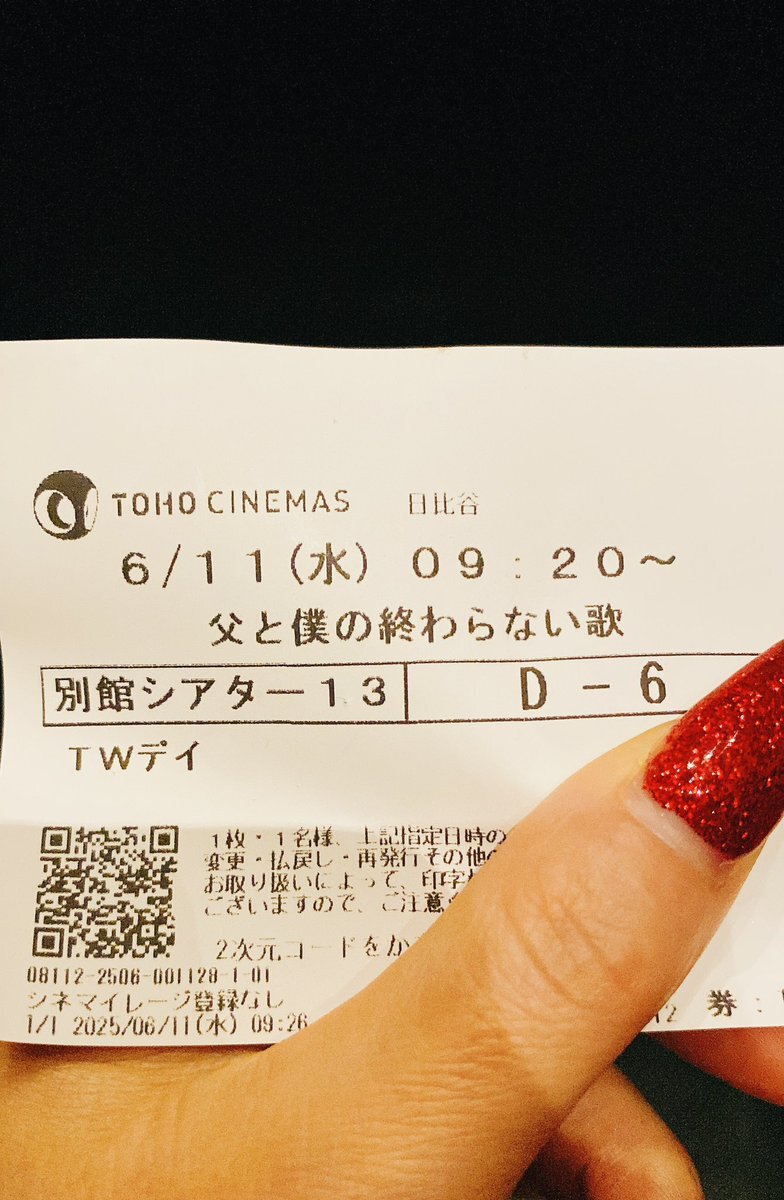 TOHO CINEMAS 日比谷
6/11(水) 09:20~
父と僕の終わらない歌
別館シアター13 D-6
TWデイ
1枚・1名様、上記指定日時の
変更・払戻し・再発行その他の
お取り扱いによって、印字
ございますので、ご注意
2次元コードをか
08112-2506-001128-1-01
シネマイレージ登録なし
1/1 2025/06/11(水) 09:26
券: